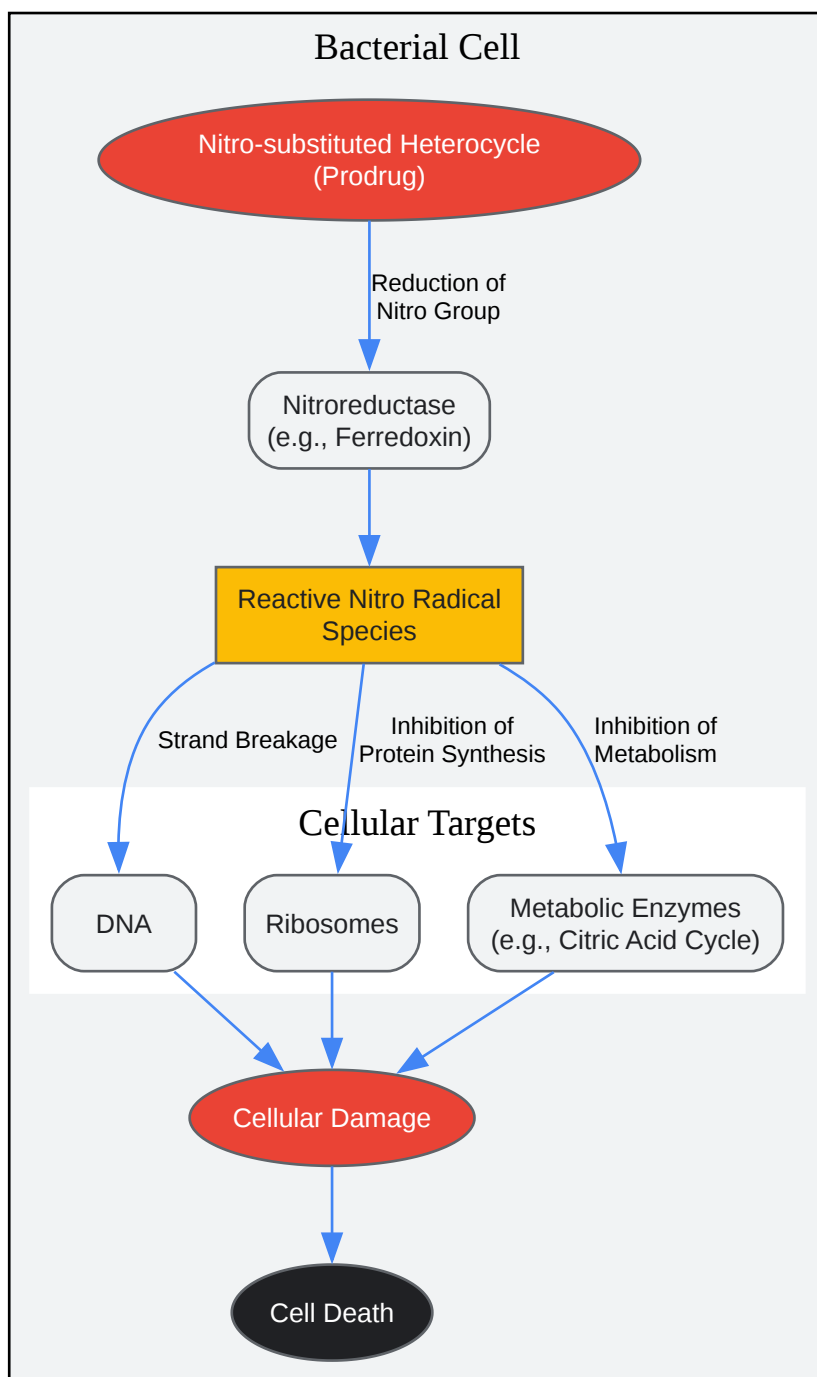 Bacterial Cell
Nitro-substituted Heterocycle
(Prodrug)
Reduction of
Nitro Group
Nitroreductase
(e.g., Ferredoxin)
Reactive Nitro Radical
Species
Strand Breakage
Inhibition of
Protein Synthesis
Inhibition of
Metabolism
Cellular Targets
DNA
Ribosomes
Metabolic Enzymes
(e.g., Citric Acid Cycle)
Cellular Damage
Cell Death